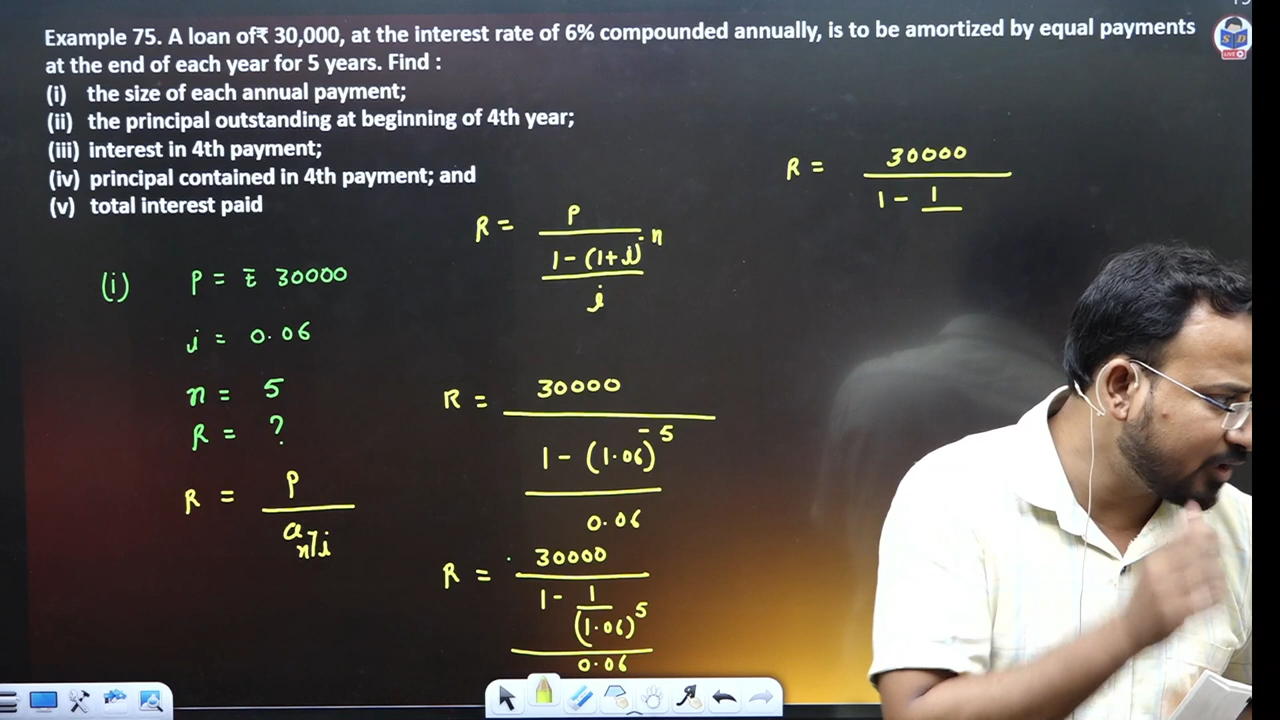 Example 75. A loan of₹ 30,000, at the interest rate of 6% compounded annually, is to be amortized by equal payments
at the end of each year for 5 years. Find :
(i) the size of each annual payment;
(ii) the principal outstanding at beginning of 4th year;
(iii) interest in 4th payment;
(iv) principal contained in 4th payment; and
(v) total interest paid
(i) P = ₹ 30000
i = 0.06
n = 5
R = ?
R = P
a n⌉i
R = P
1 - (1+i)^-n
i
R = 30000
1 - (1.06)^-5
0.06
R = 30000
1 - 1
(1.06)^5
0.06
R = 30000
1 - 1
S D
LIVE